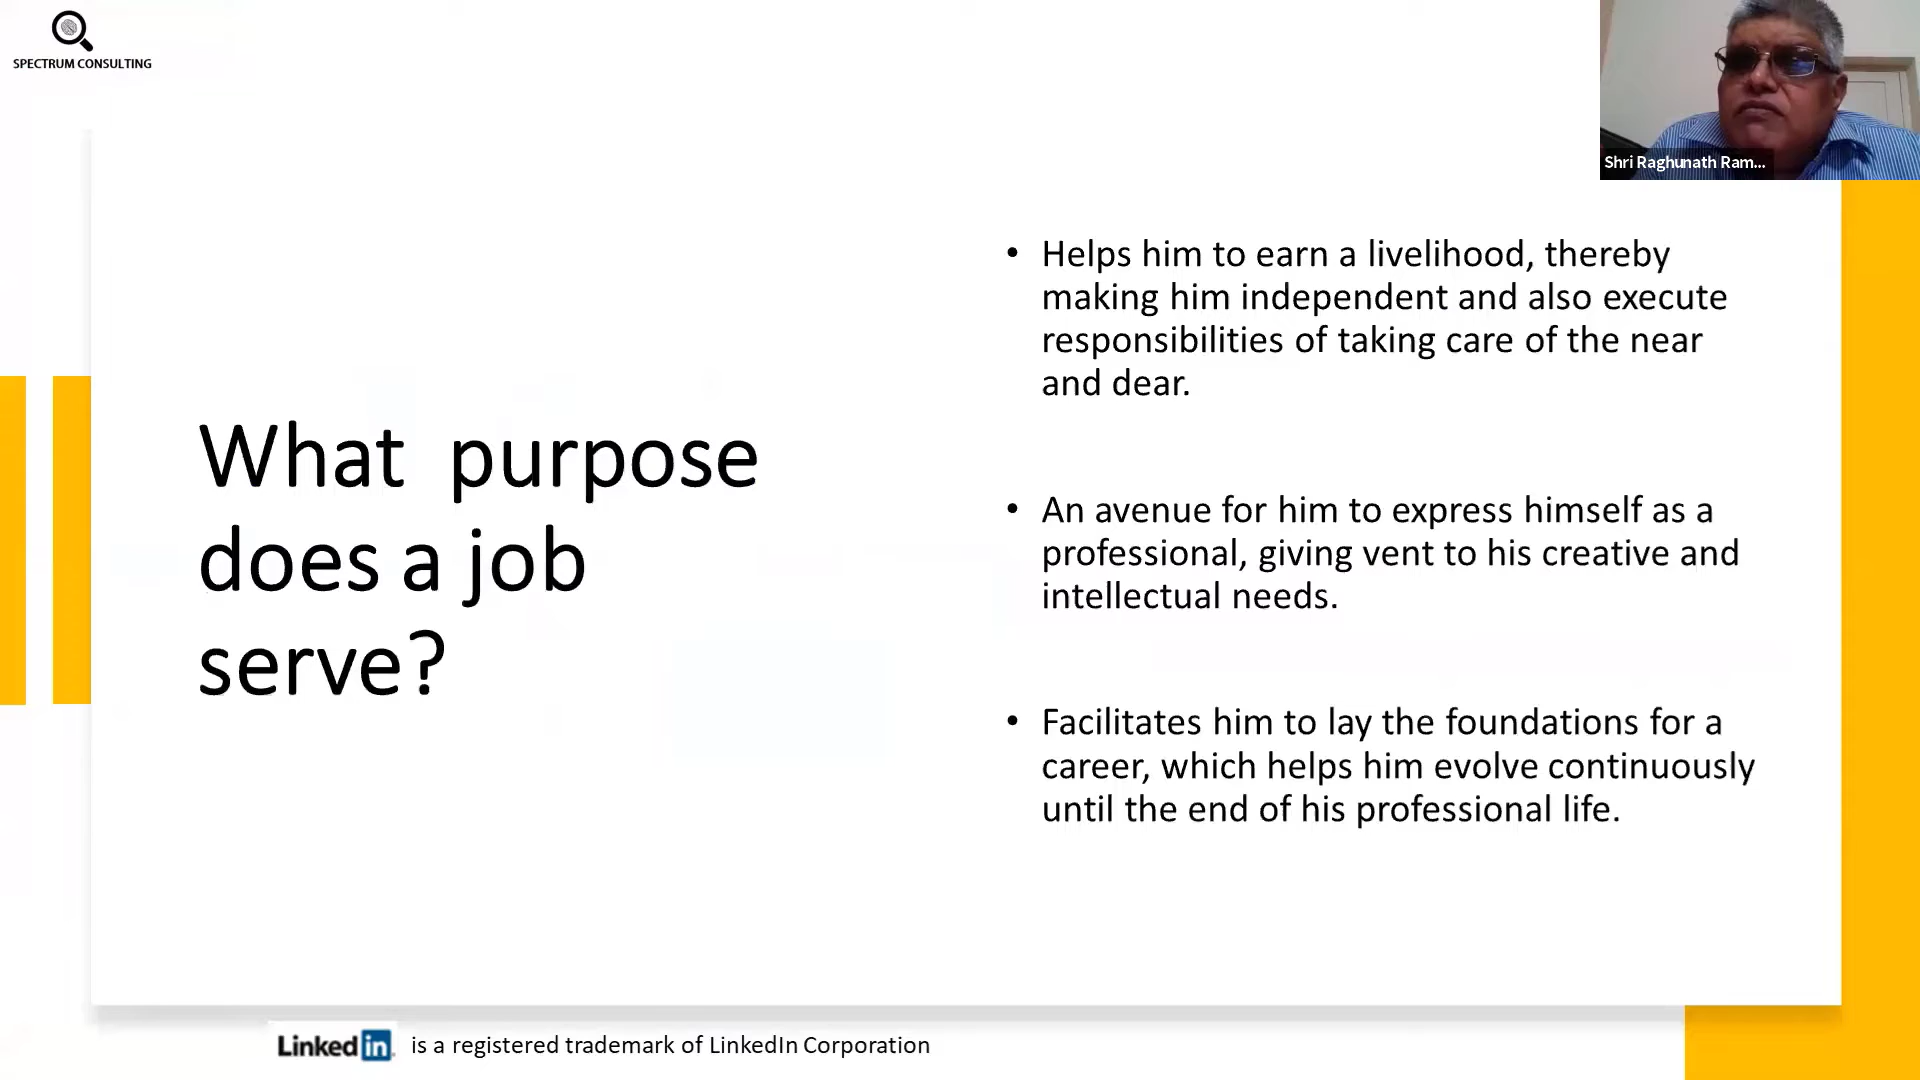 SPECTRUM CONSULTING
Shri Raghunath Ram...
What purpose
does a job
serve?
• Helps him to earn a livelihood, thereby
making him independent and also execute
responsibilities of taking care of the near
and dear.
• An avenue for him to express himself as a
professional, giving vent to his creative and
intellectual needs.
• Facilitates him to lay the foundations for a
career, which helps him evolve continuously
until the end of his professional life.
Linked in is a registered trademark of LinkedIn Corporation